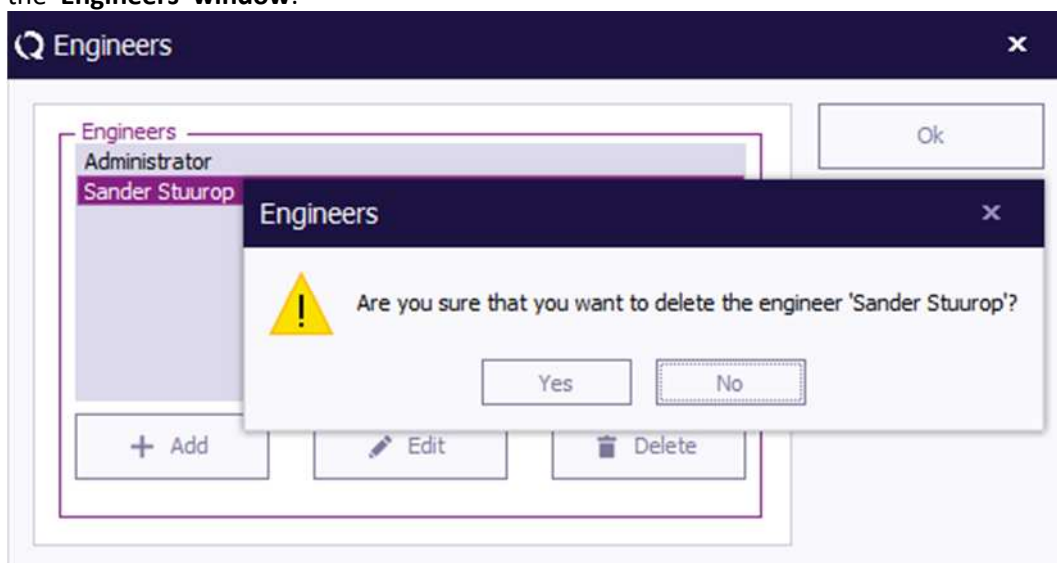 the 'Engineers' window.
Engineers
Ok
Engineers
Administrator
Sander Stuurop
Engineers
Are you sure that you want to delete the engineer 'Sander Stuurop'?
Yes
No
Add
Edit
Delete